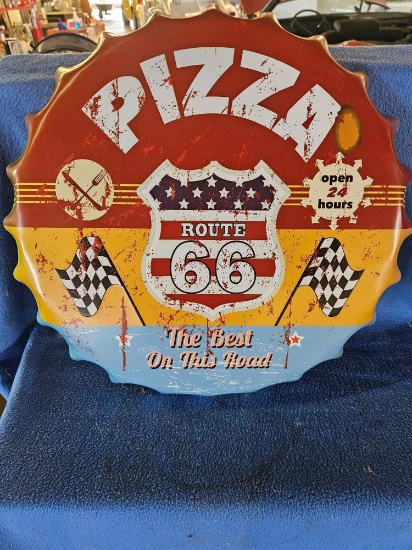 PIZZA
open
24
hours
ROUTE
66
The Best
On This Road